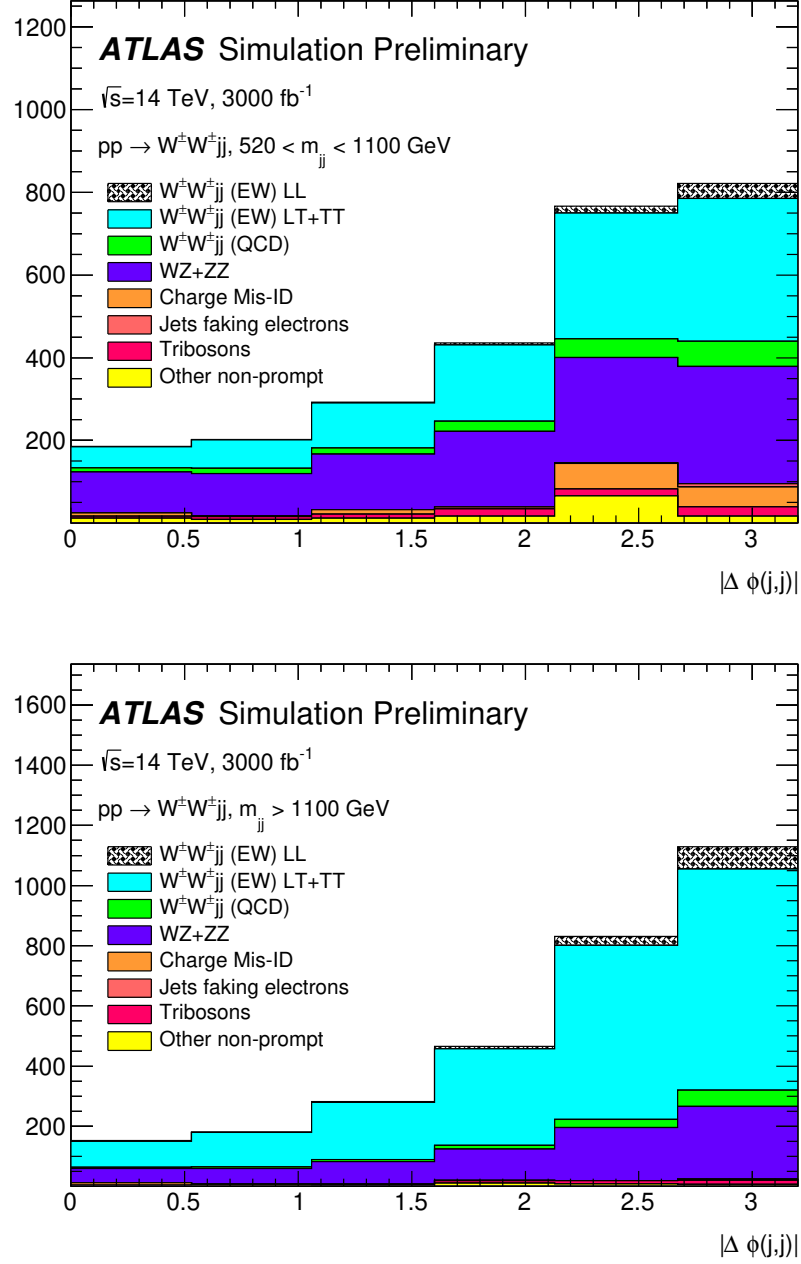 1200
1000
800
600
400
200
ATLAS Simulation Preliminary
√s=14 TeV, 3000 fb⁻¹
pp → W±W±jj, 520 < mjj < 1100 GeV
W±W±jj (EW) LL
W±W±jj (EW) LT+TT
W±W±jj (QCD)
WZ+ZZ
Charge Mis-ID
Jets faking electrons
Tribosons
Other non-prompt
0 0.5 1 1.5 2 2.5 3
|Δ ϕ(j,j)|
1600
1400
1200
1000
800
600
400
200
ATLAS Simulation Preliminary
√s=14 TeV, 3000 fb⁻¹
pp → W±W±jj, mjj > 1100 GeV
W±W±jj (EW) LL
W±W±jj (EW) LT+TT
W±W±jj (QCD)
WZ+ZZ
Charge Mis-ID
Jets faking electrons
Tribosons
Other non-prompt
0 0.5 1 1.5 2 2.5 3
|Δ ϕ(j,j)|